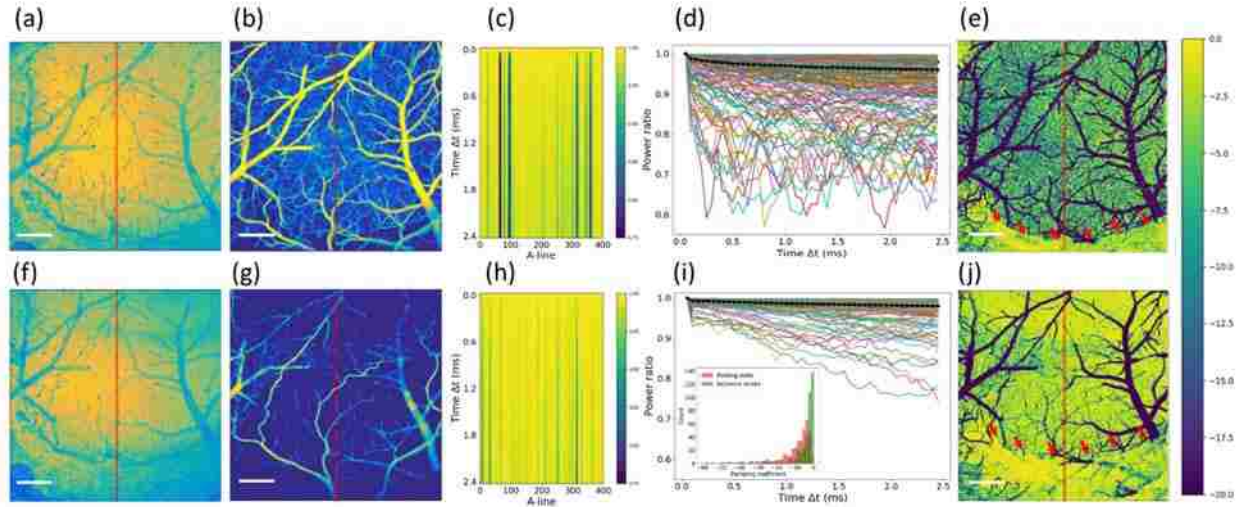 (a)
(b)
(c)
(d)
(e)
0.0
0.6
1.2
1.8
2.4
Time Δt (ms)
0 100 200 300 400
A-line
1.0
0.9
0.8
0.7
0.6
Power ratio
0.0 0.5 1.0 1.5 2.0 2.5
Time Δt (ms)
0.0
−2.5
−5.0
−7.5
−10.0
−12.5
−15.0
−17.5
−20.0
(f)
(g)
(h)
(i)
(j)
0.0
0.6
1.2
1.8
2.4
Time Δt (ms)
0 100 200 300 400
A-line
1.0
0.9
0.8
0.7
0.6
Power ratio
0.0 0.5 1.0 1.5 2.0 2.5
Time Δt (ms)
Count